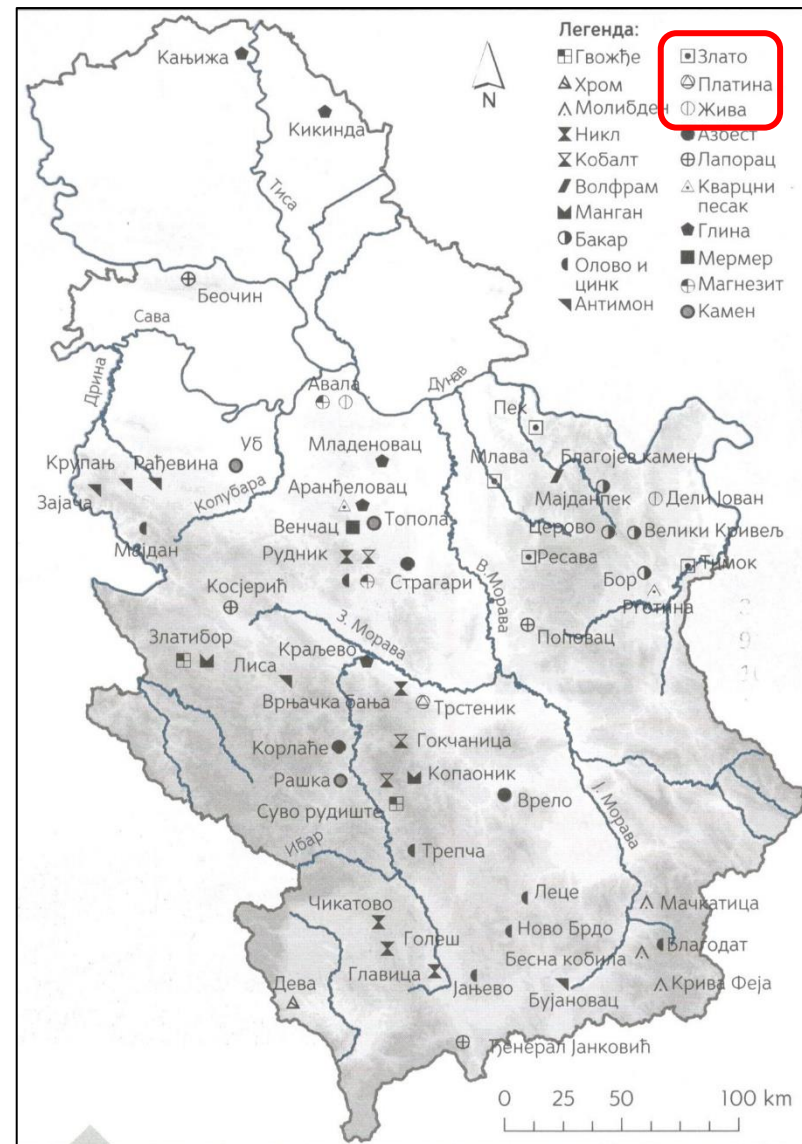 Легенда:
Гвожђе
Хром
Молибден
Никл
Кобалт
Волфрам
Манган
Бакар
Олово и
цинк
Антимон
Злато
Платина
Жива
Азбест
Лапорац
Кварцни
песак
Глина
Мермер
Магнезит
Камен
N
Кањижа
Кикинда
Тиса
Беочин
Сава
Дрина
Дунав
Авала
Пек
Уб
Младеновац
Млава
Благојев камен
Крупањ
Рађевина
Колубара
Зајача
Аранђеловац
Мајданпек
Дели Јован
Венчац
Топола
Церово
Велики Кривељ
Мајдан
Рудник
Страгари
В. Морава
Ресава
Бор
Тимок
Косјерић
Рготина
З. Морава
Поповац
Златибор
Лиса
Краљево
Врњачка бања
Трстеник
Гокчаница
Корлаће
Копаоник
Рашка
Суво рудиште
Врело
Ј. Морава
Ибар
Трепча
Леце
Мачкатица
Чикатово
Ново Брдо
Голеш
Бесна кобила
Благодат
Дева
Главица
Јањево
Бујановац
Крива Феја
Ђенерал Јанковић
0 25 50 100 km